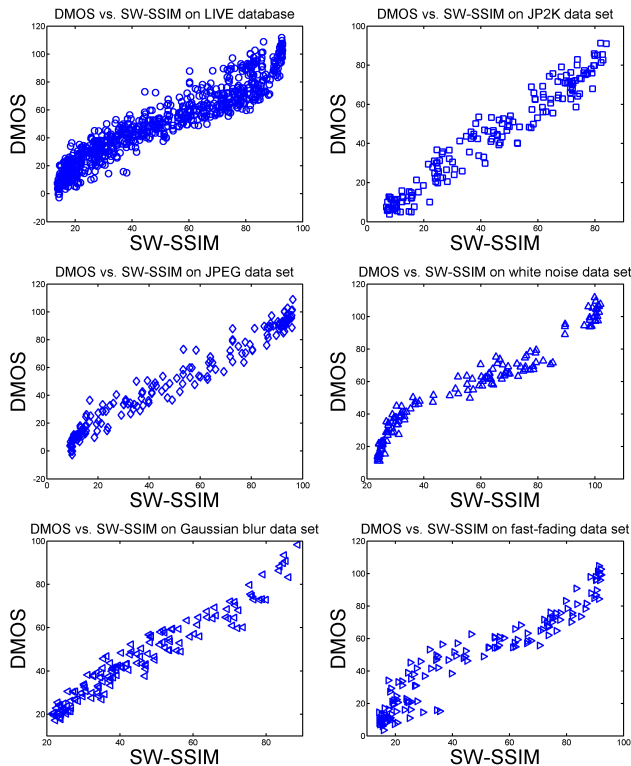 DMOS vs. SW-SSIM on LIVE database
120
100
80
60
40
20
0
-20
DMOS
20 40 60 80 100
SW-SSIM
DMOS vs. SW-SSIM on JP2K data set
100
80
60
40
20
0
DMOS
0 20 40 60 80
SW-SSIM
DMOS vs. SW-SSIM on JPEG data set
120
100
80
60
40
20
0
-20
DMOS
0 20 40 60 80 100
SW-SSIM
DMOS vs. SW-SSIM on white noise data set
120
100
80
60
40
20
0
DMOS
20 40 60 80 100
SW-SSIM
DMOS vs. SW-SSIM on Gaussian blur data set
100
80
60
40
20
0
DMOS
20 40 60 80
SW-SSIM
DMOS vs. SW-SSIM on fast-fading data set
120
100
80
60
40
20
0
DMOS
20 40 60 80 100
SW-SSIM